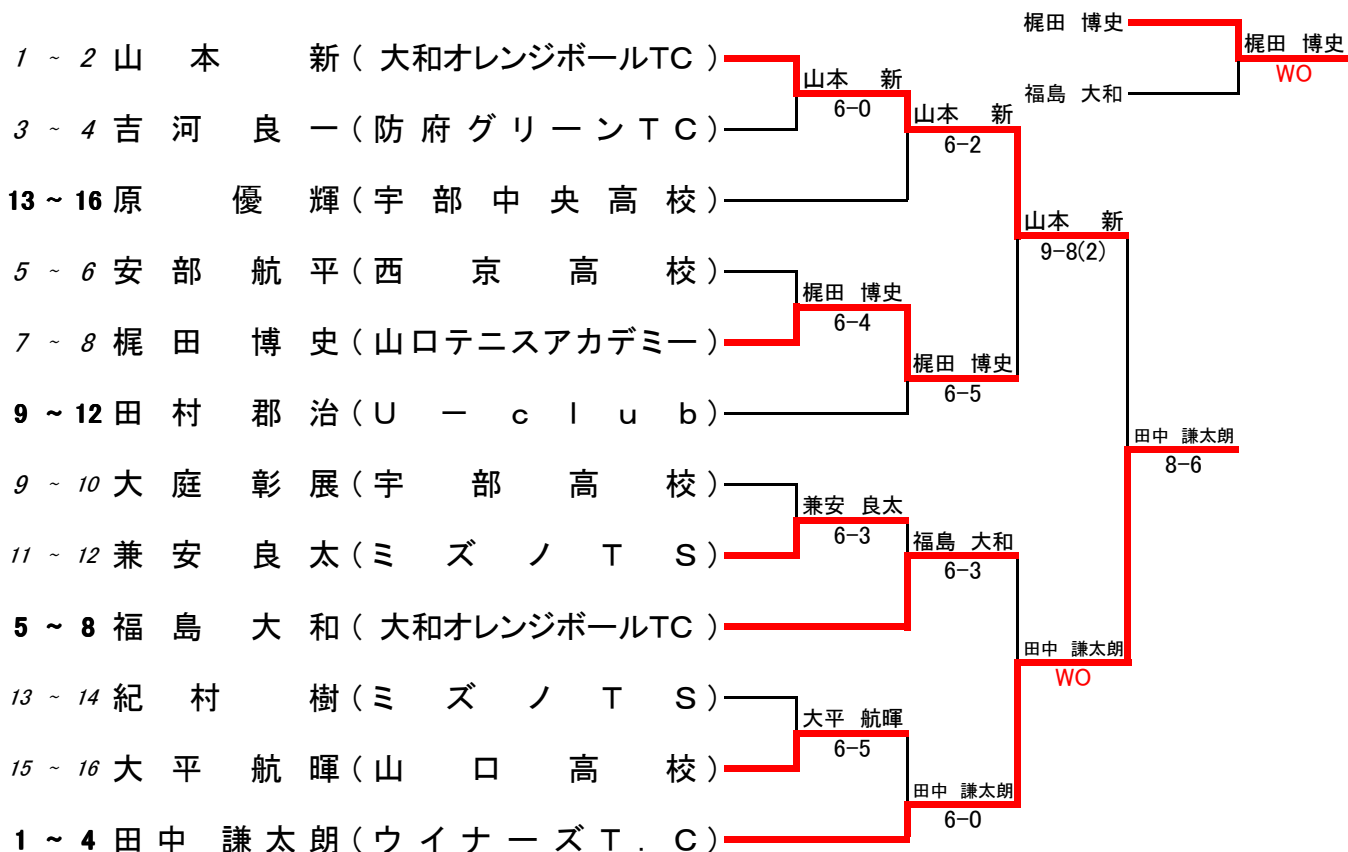 梶田 博史
梶田 博史
WO
福島 大和
1 ~ 2 山本 新(大和オレンジボールTC)
山本 新
6-0
3 ~ 4 吉河良一(防府グリーンTC)
山本 新
6-2
13 ~ 16 原 優輝(宇部中央高校)
山本 新
9-8(2)
5 ~ 6 安部航平(西京高校)
梶田 博史
6-4
7 ~ 8 梶田博史(山口テニスアカデミー)
梶田 博史
6-5
9 ~ 12 田村郡治(U-club)
田中 謙太朗
8-6
9 ~ 10 大庭彰展(宇部高校)
兼安 良太
6-3
11 ~ 12 兼安良太(ミズノTS)
福島 大和
6-3
5 ~ 8 福島大和(大和オレンジボールTC)
田中 謙太朗
WO
13 ~ 14 紀村樹(ミズノTS)
大平 航暉
6-5
15 ~ 16 大平航暉(山口高校)
田中 謙太朗
6-0
1 ~ 4 田中謙太朗(ウイナーズT.C)